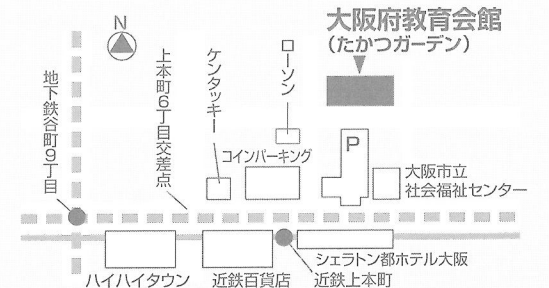 大阪府教育会館
(たかつガーデン)
N
ローソン
上本町6丁目交差点
ケンタッキー
地下鉄谷町9丁目
コインパーキング
P
大阪市立
社会福祉センター
シェラトン都ホテル大阪
ハイハイタウン
近鉄百貨店
近鉄上本町